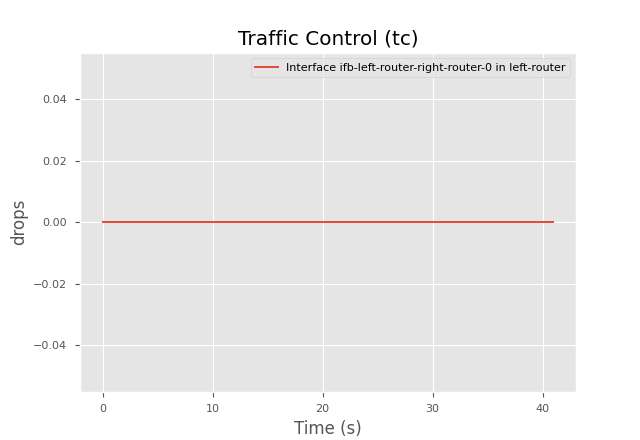 Traffic Control (tc)
Interface ifb-left-router-right-router-0 in left-router
0.04
0.02
0.00
−0.02
−0.04
drops
0 10 20 30 40
Time (s)